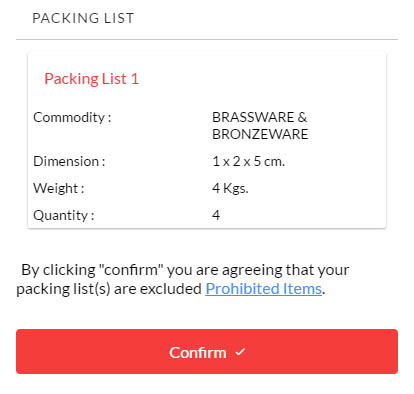 PACKING LIST
Packing List 1
Commodity : BRASSWARE &
BRONZEWARE
Dimension : 1 x 2 x 5 cm.
Weight : 4 Kgs.
Quantity : 4
By clicking "confirm" you are agreeing that your
packing list(s) are excluded Prohibited Items.
Confirm ✓